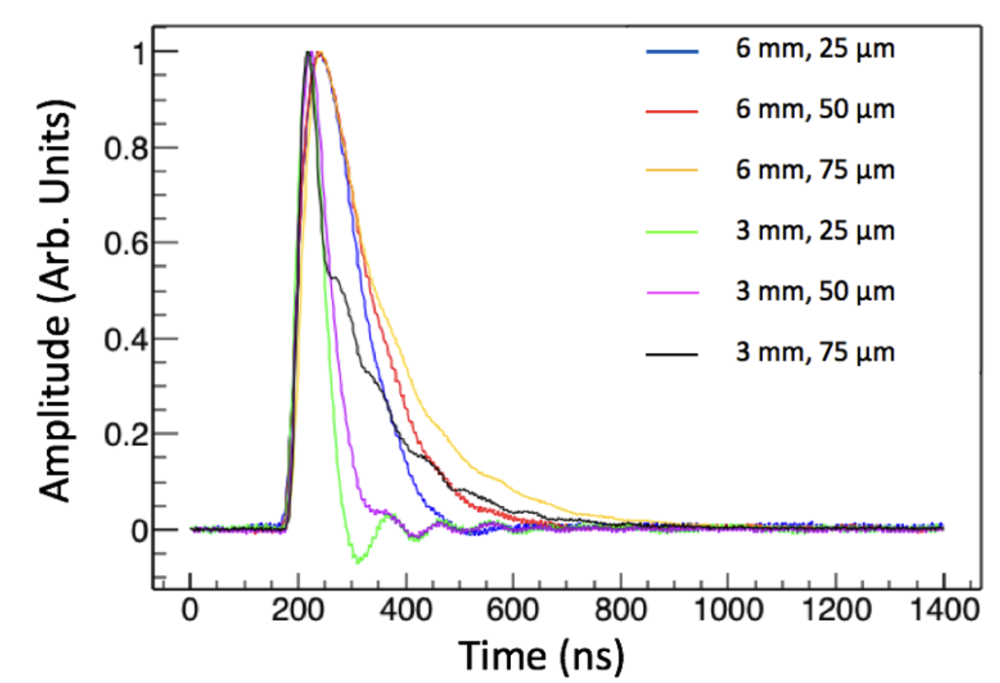 Amplitude (Arb. Units)
1
0.8
0.6
0.4
0.2
0
6 mm, 25 µm
6 mm, 50 µm
6 mm, 75 µm
3 mm, 25 µm
3 mm, 50 µm
3 mm, 75 µm
0 200 400 600 800 1000 1200 1400
Time (ns)